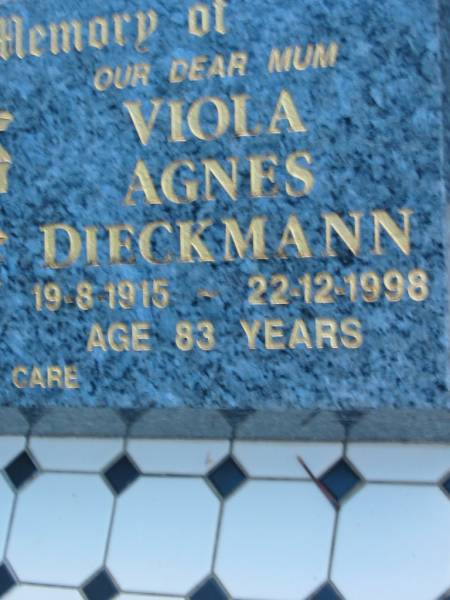 Memory of
OUR DEAR MUM
VIOLA
AGNES
DIECKMANN
19-8-1915 ~ 22-12-1998
AGE 83 YEARS
CARE